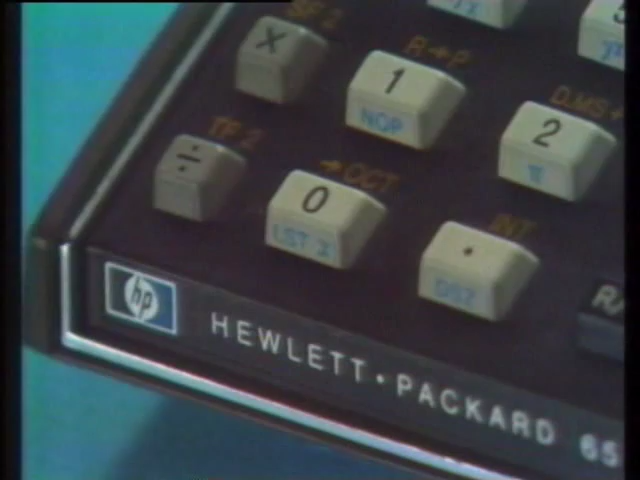 SF 2
×
R→P
1
NOP
D.MS+
2
π
TF 2
÷
→OCT
0
LST X
INT
.
DSZ
R/
hp
HEWLETT·PACKARD 65